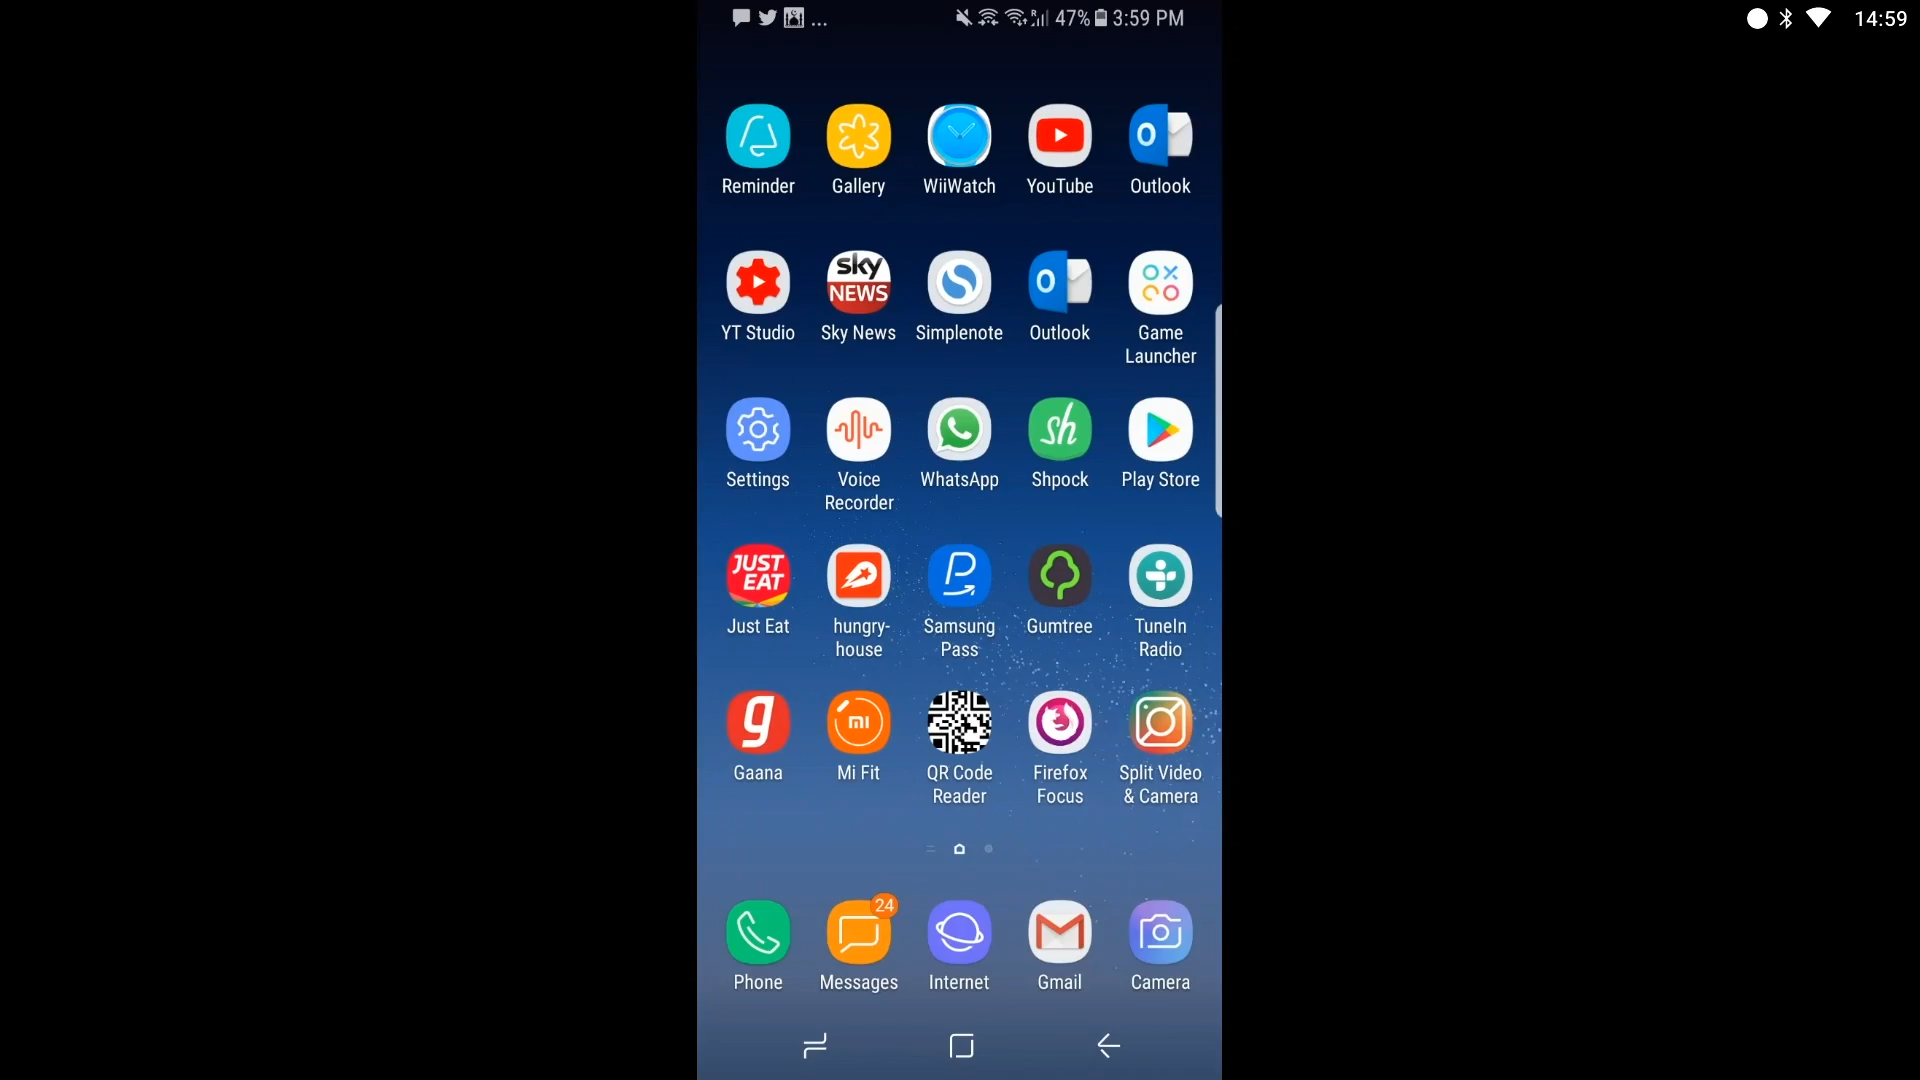 ... 47% 3:59 PM
14:59
Reminder Gallery WiiWatch YouTube Outlook
sky NEWS
YT Studio Sky News Simplenote Outlook Game Launcher
sh
Settings Voice Recorder WhatsApp Shpock Play Store
JUST EAT
Just Eat hungry-house Samsung Pass Gumtree TuneIn Radio
g mi
Gaana Mi Fit QR Code Reader Firefox Focus Split Video & Camera
24
Phone Messages Internet Gmail Camera